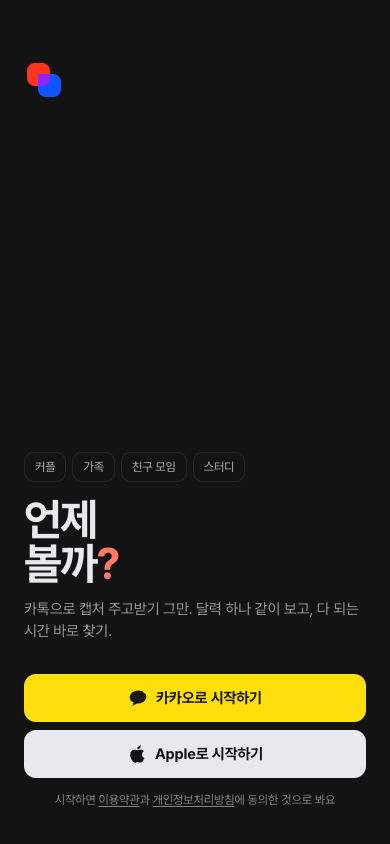 커플 가족 친구 모임 스터디
언제
볼까?
카톡으로 캡처 주고받기 그만. 달력 하나 같이 보고, 다 되는
시간 바로 찾기.
카카오로 시작하기
Apple로 시작하기
시작하면 이용약관과 개인정보처리방침에 동의한 것으로 봐요